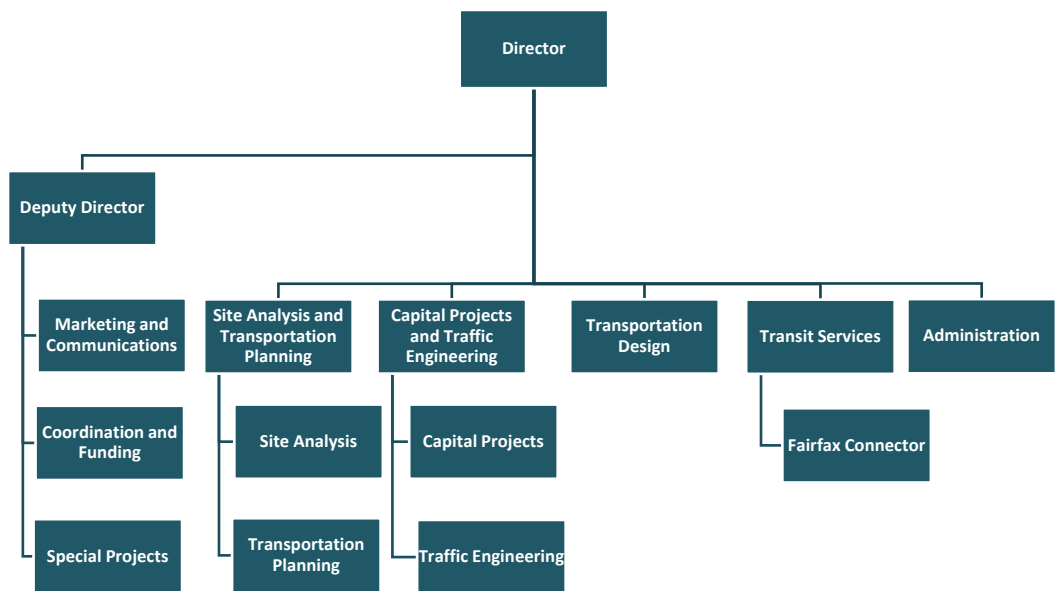 Director
Deputy Director
Marketing and
Communications
Coordination and
Funding
Special Projects
Site Analysis and
Transportation
Planning
Site Analysis
Transportation
Planning
Capital Projects
and Traffic
Engineering
Capital Projects
Traffic Engineering
Transportation
Design
Transit Services
Fairfax Connector
Administration